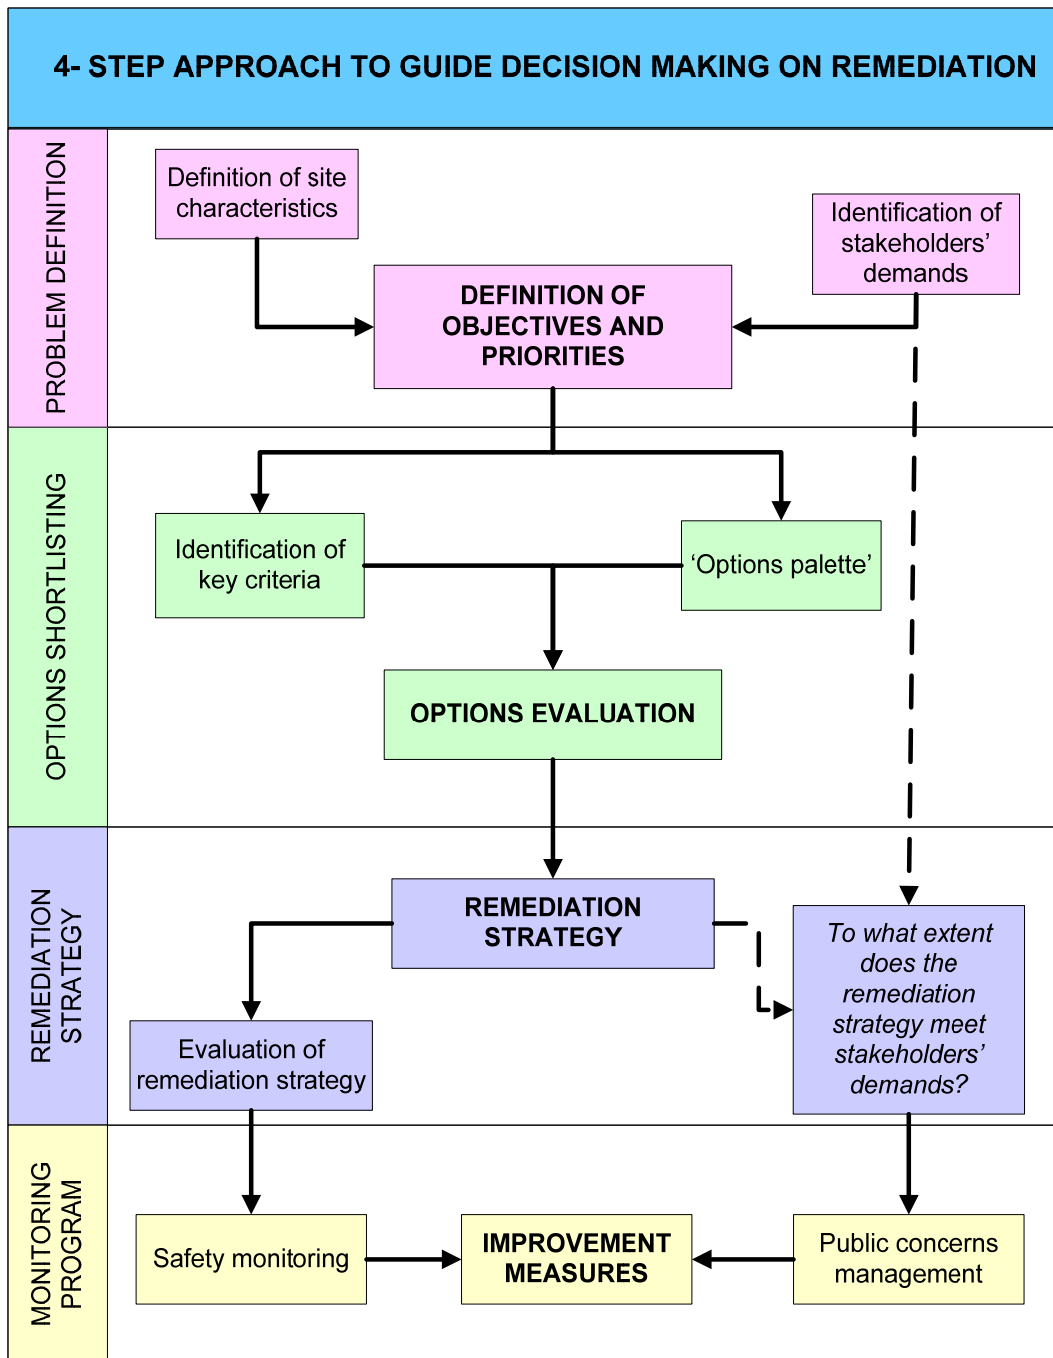 4- STEP APPROACH TO GUIDE DECISION MAKING ON REMEDIATION
PROBLEM DEFINITION
Definition of site
characteristics
Identification of
stakeholders’
demands
DEFINITION OF
OBJECTIVES AND
PRIORITIES
OPTIONS SHORTLISTING
Identification of
key criteria
‘Options palette’
OPTIONS EVALUATION
REMEDIATION
STRATEGY
REMEDIATION
STRATEGY
To what extent
does the
remediation
strategy meet
stakeholders’
demands?
Evaluation of
remediation strategy
MONITORING
PROGRAM
Safety monitoring
IMPROVEMENT
MEASURES
Public concerns
management